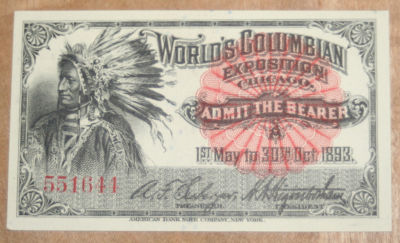 WORLD'S COLUMBIAN
EXPOSITION
CHICAGO.
ADMIT THE BEARER
A
1ST May to 30TH Oct. 1893.
551641
TREASURER.
PRESIDENT
AMERICAN BANK NOTE COMPANY, NEW YORK.